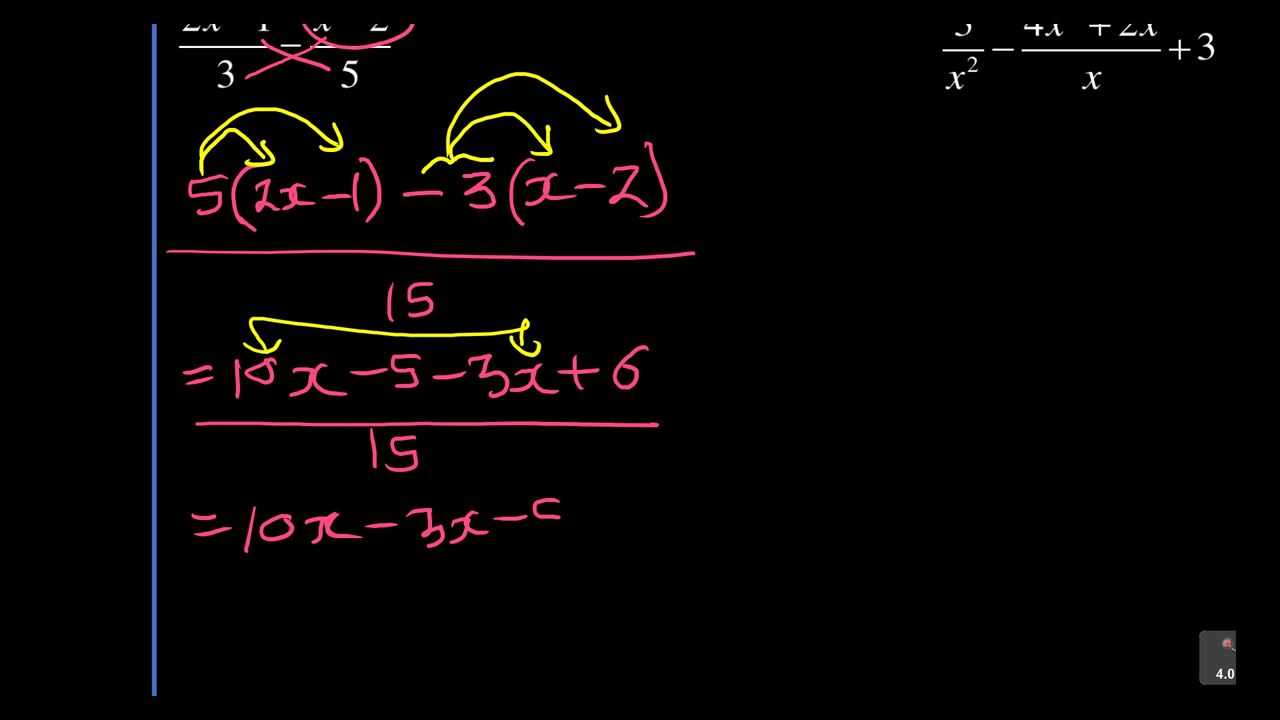 3 5
x² x
+ 3
5(2x - 1) - 3(x - 2)
15
= 10x - 5 - 3x + 6
15
= 10x - 3x -
4.0